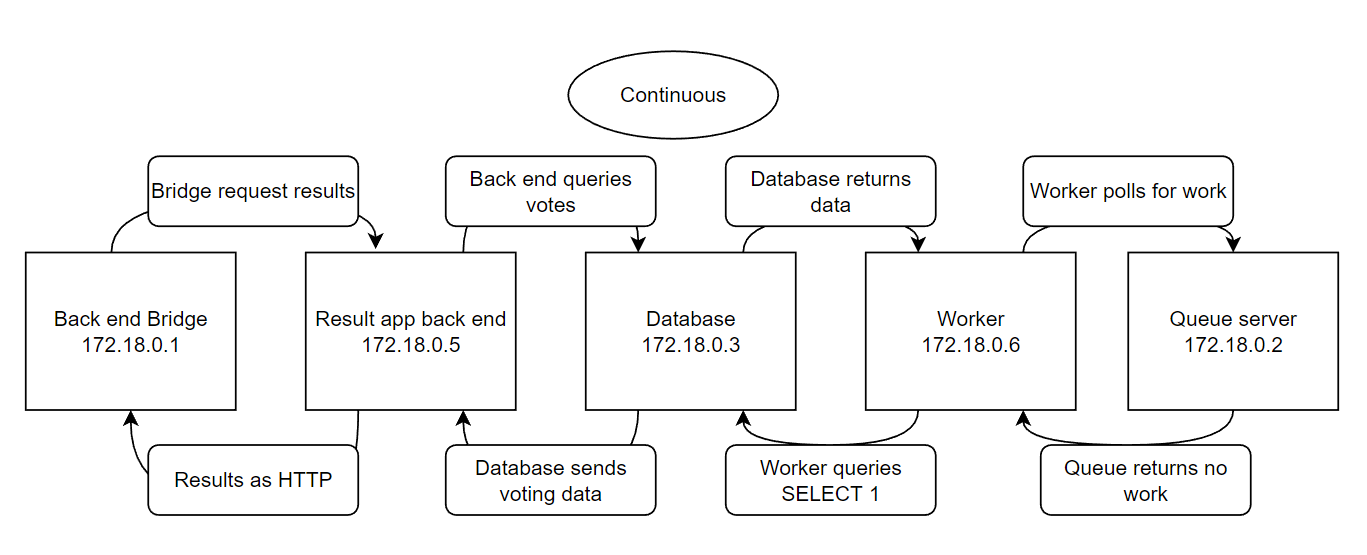 Continuous
Bridge request results
Back end queries
votes
Database returns
data
Worker polls for work
Back end Bridge
172.18.0.1
Result app back end
172.18.0.5
Database
172.18.0.3
Worker
172.18.0.6
Queue server
172.18.0.2
Results as HTTP
Database sends
voting data
Worker queries
SELECT 1
Queue returns no
work